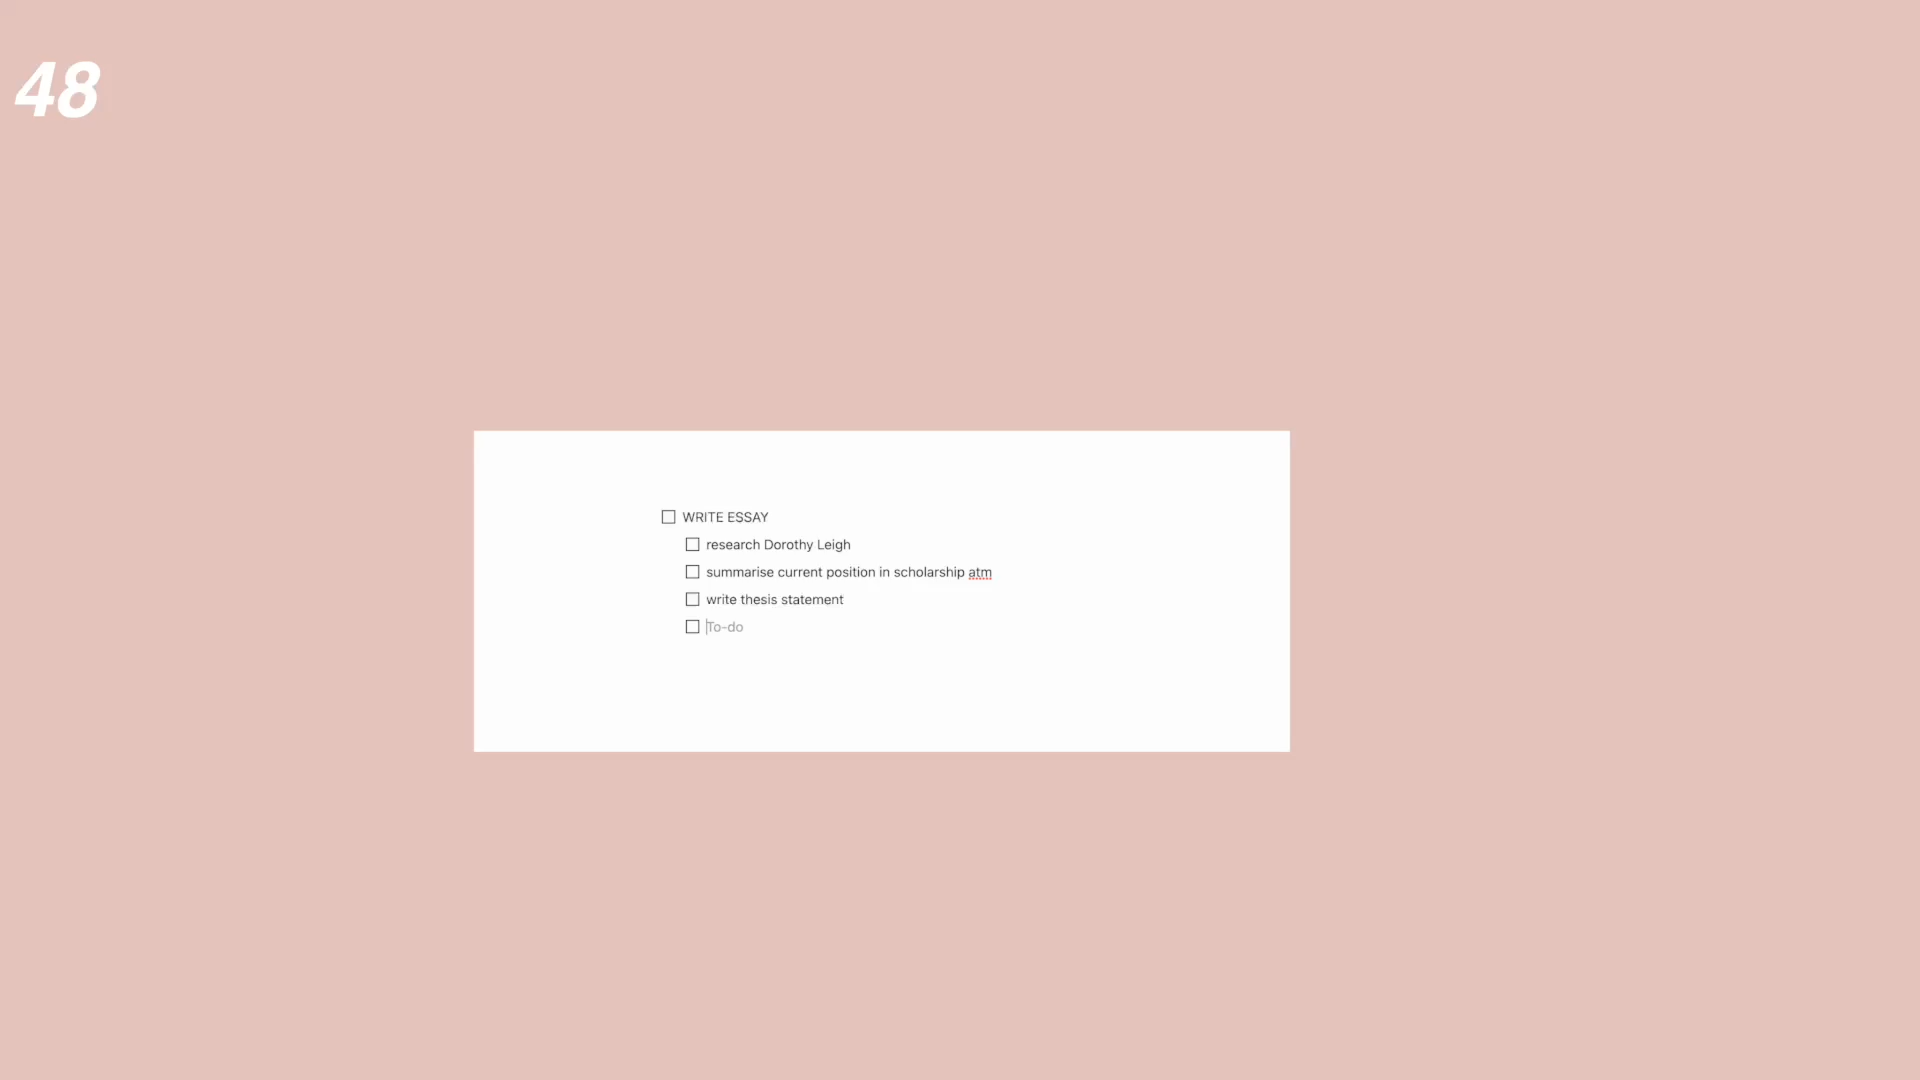 48
WRITE ESSAY
research Dorothy Leigh
summarise current position in scholarship atm
write thesis statement
To-do